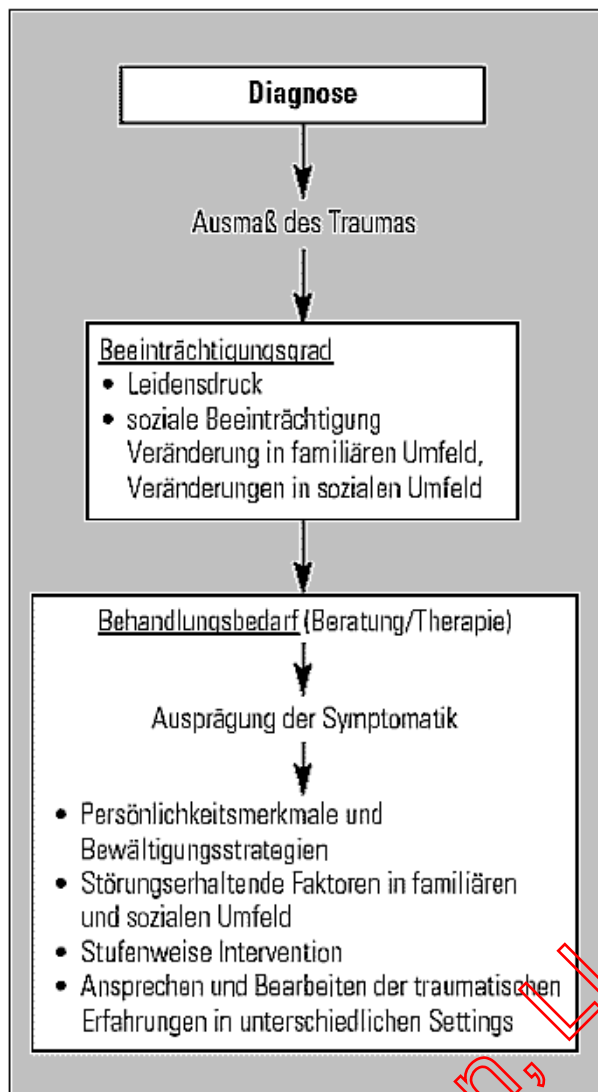 Diagnose
Ausmaß des Traumas
Beeinträchtigungsgrad
• Leidensdruck
• soziale Beeinträchtigung
Veränderung in familiären Umfeld,
Veränderungen in sozialen Umfeld
Behandlungsbedarf (Beratung/Therapie)
Ausprägung der Symptomatik
• Persönlichkeitsmerkmale und
Bewältigungsstrategien
• Störungserhaltende Faktoren in familiären
und sozialen Umfeld
• Stufenweise Intervention
• Ansprechen und Bearbeiten der traumatischen
Erfahrungen in unterschiedlichen Settings